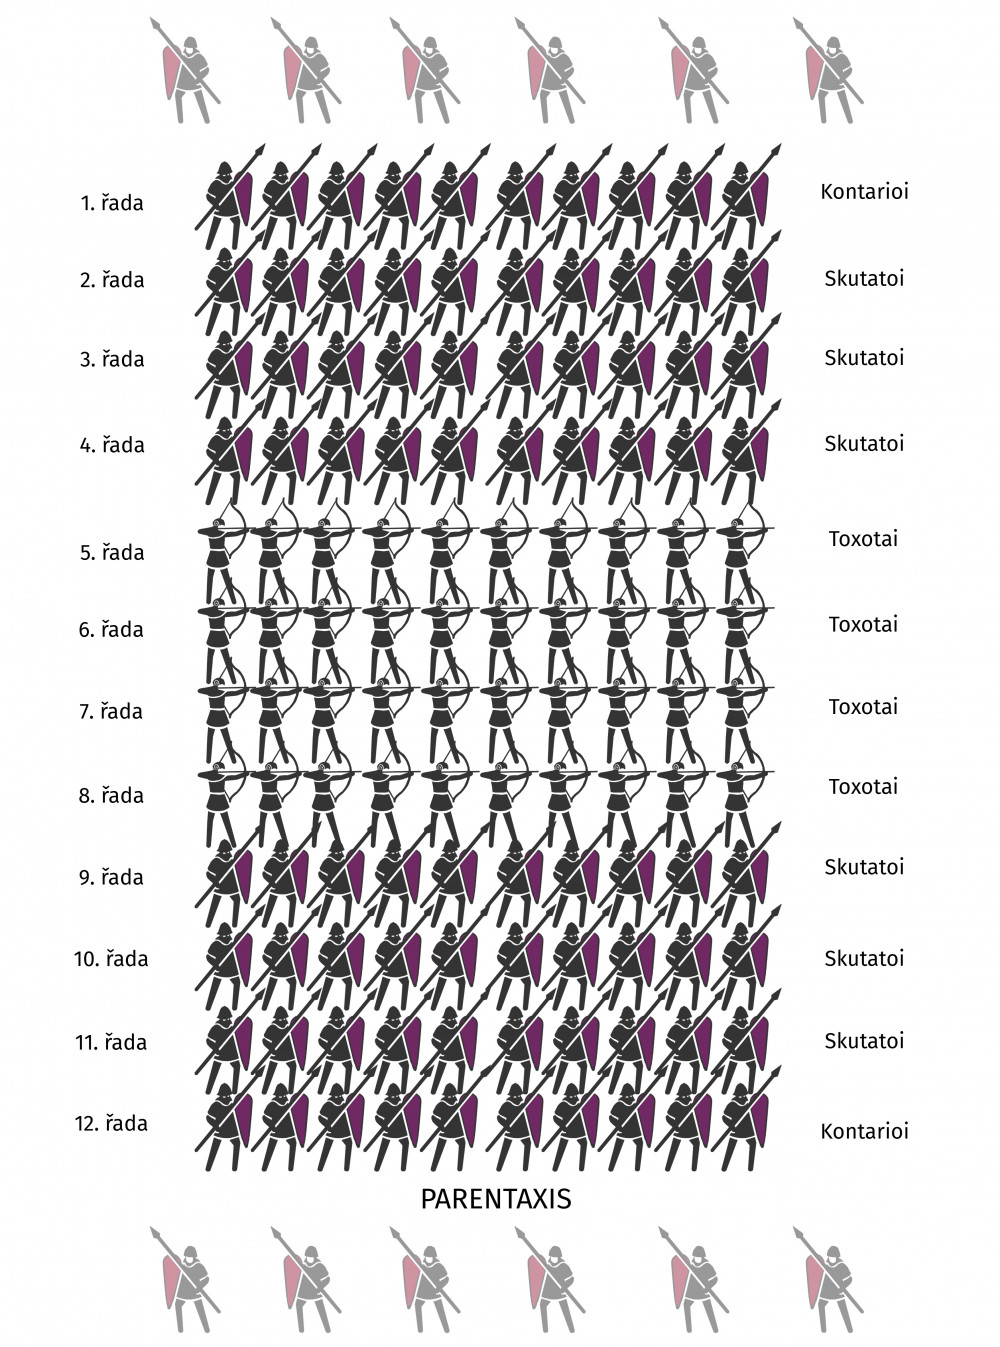 1. řada Kontarioi
2. řada Skutatoi
3. řada Skutatoi
4. řada Skutatoi
5. řada Toxotai
6. řada Toxotai
7. řada Toxotai
8. řada Toxotai
9. řada Skutatoi
10. řada Skutatoi
11. řada Skutatoi
12. řada Kontarioi
PARENTAXIS